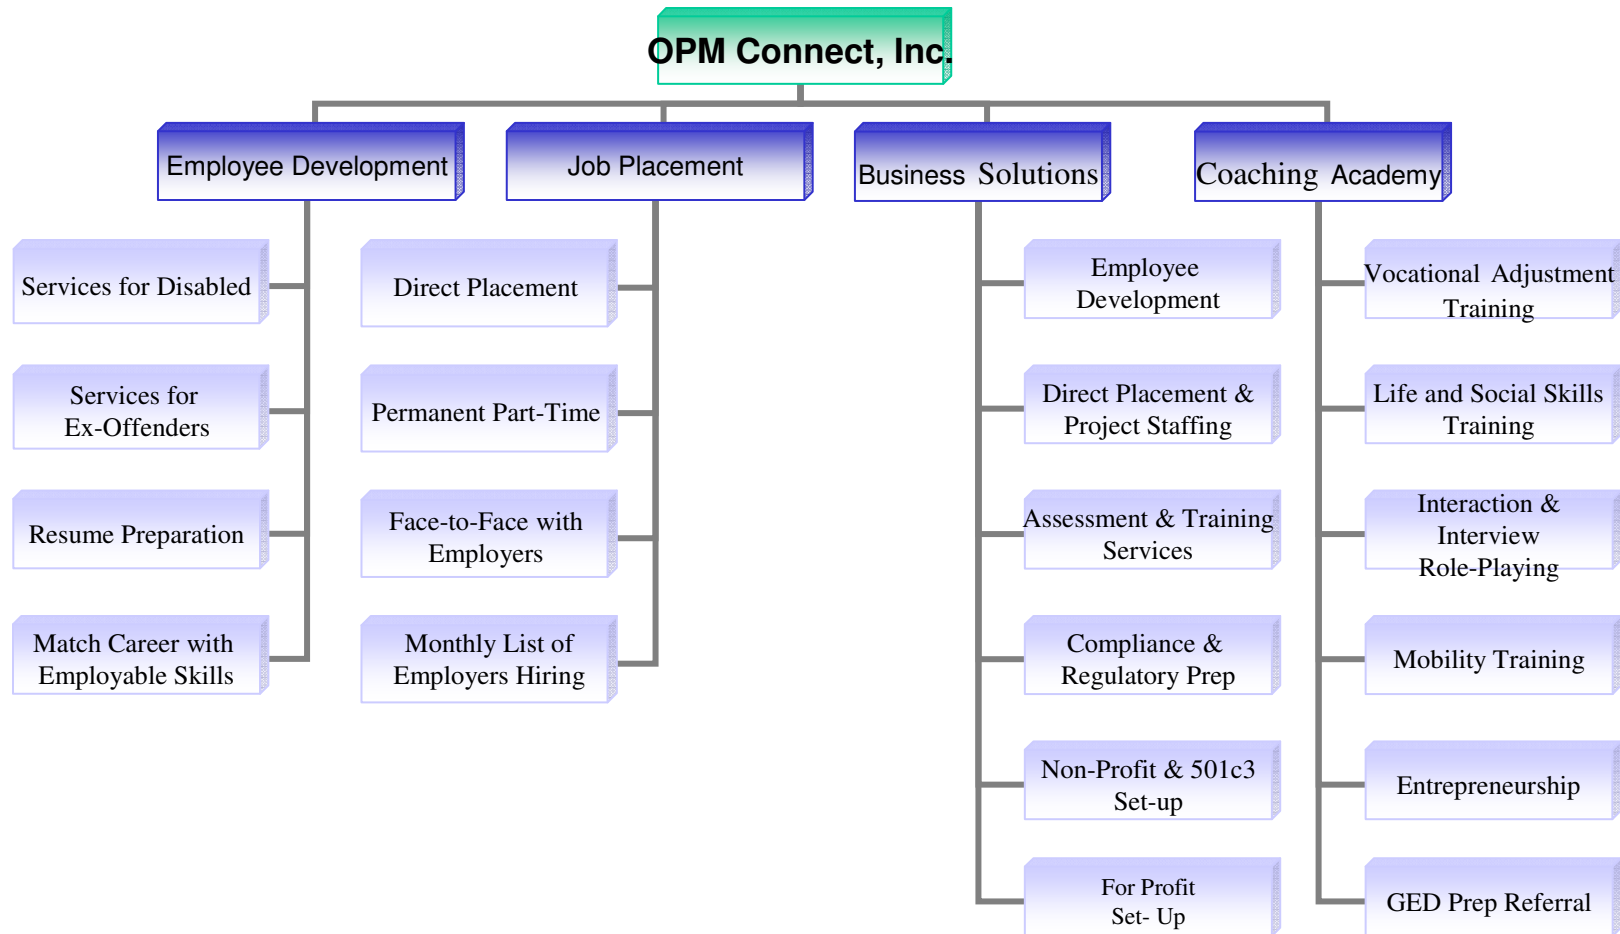 OPM Connect, Inc.
Employee Development
Job Placement
Business Solutions
Coaching Academy
Services for Disabled
Services for
Ex-Offenders
Resume Preparation
Match Career with
Employable Skills
Direct Placement
Permanent Part-Time
Face-to-Face with
Employers
Monthly List of
Employers Hiring
Employee
Development
Direct Placement &
Project Staffing
Assessment & Training
Services
Compliance &
Regulatory Prep
Non-Profit & 501c3
Set-up
For Profit
Set- Up
Vocational Adjustment
Training
Life and Social Skills
Training
Interaction &
Interview
Role-Playing
Mobility Training
Entrepreneurship
GED Prep Referral